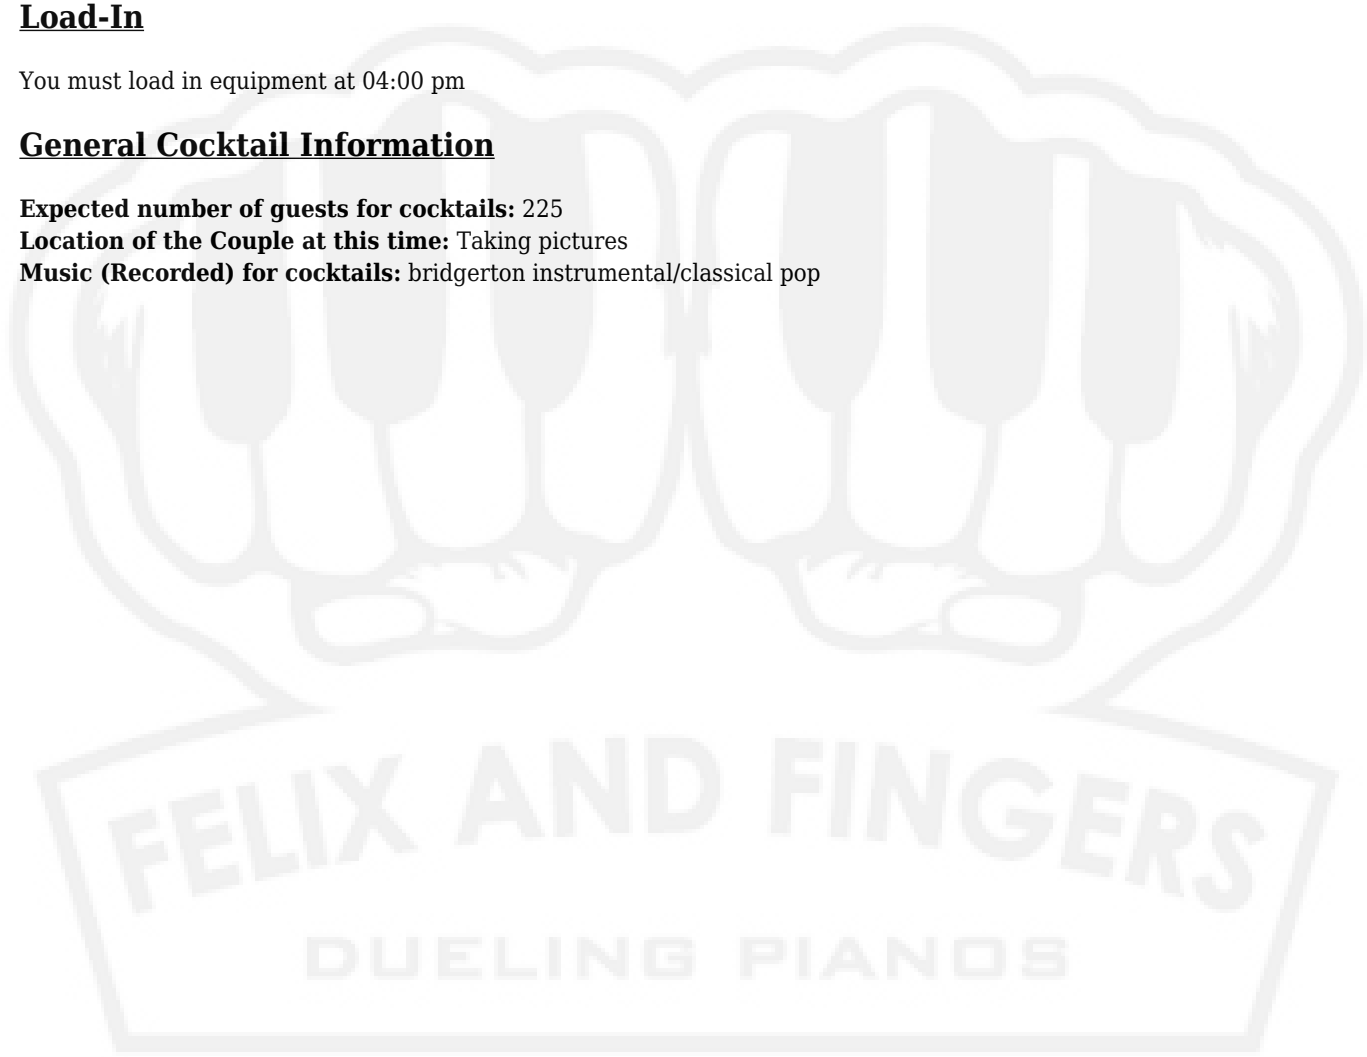 Load-In
You must load in equipment at 04:00 pm
General Cocktail Information
Expected number of guests for cocktails: 225
Location of the Couple at this time: Taking pictures
Music (Recorded) for cocktails: bridgerton instrumental/classical pop
FELIX AND FINGERS
DUELING PIANOS